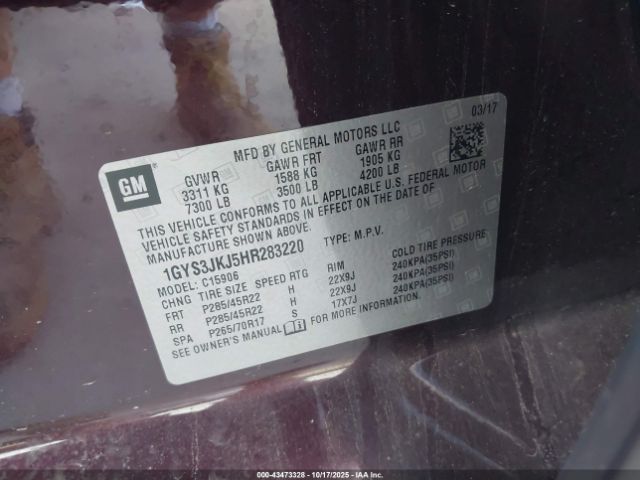 GM
03/17
MFD BY GENERAL MOTORS LLC
GVWR GAWR FRT GAWR RR
3311 KG 1588 KG 1905 KG
7300 LB 3500 LB 4200 LB
THIS VEHICLE CONFORMS TO ALL APPLICABLE U.S. FEDERAL MOTOR
VEHICLE SAFETY STANDARDS IN EFFECT ON THE DATE OF
MANUFACTURE SHOWN ABOVE.
1GYS3JKJ5HR283220 TYPE: M.P.V.
MODEL: C15906
CHNG TIRE SIZE SPEED RTG RIM COLD TIRE PRESSURE
FRT P285/45R22 H 22X9J 240KPA(35PSI)
RR P285/45R22 H 22X9J 240KPA(35PSI)
SPA P265/70R17 S 17X7J 240KPA(35PSI)
SEE OWNER'S MANUAL FOR MORE INFORMATION.
© 00-43473328 - 10/17/2025 - IAAI.COM